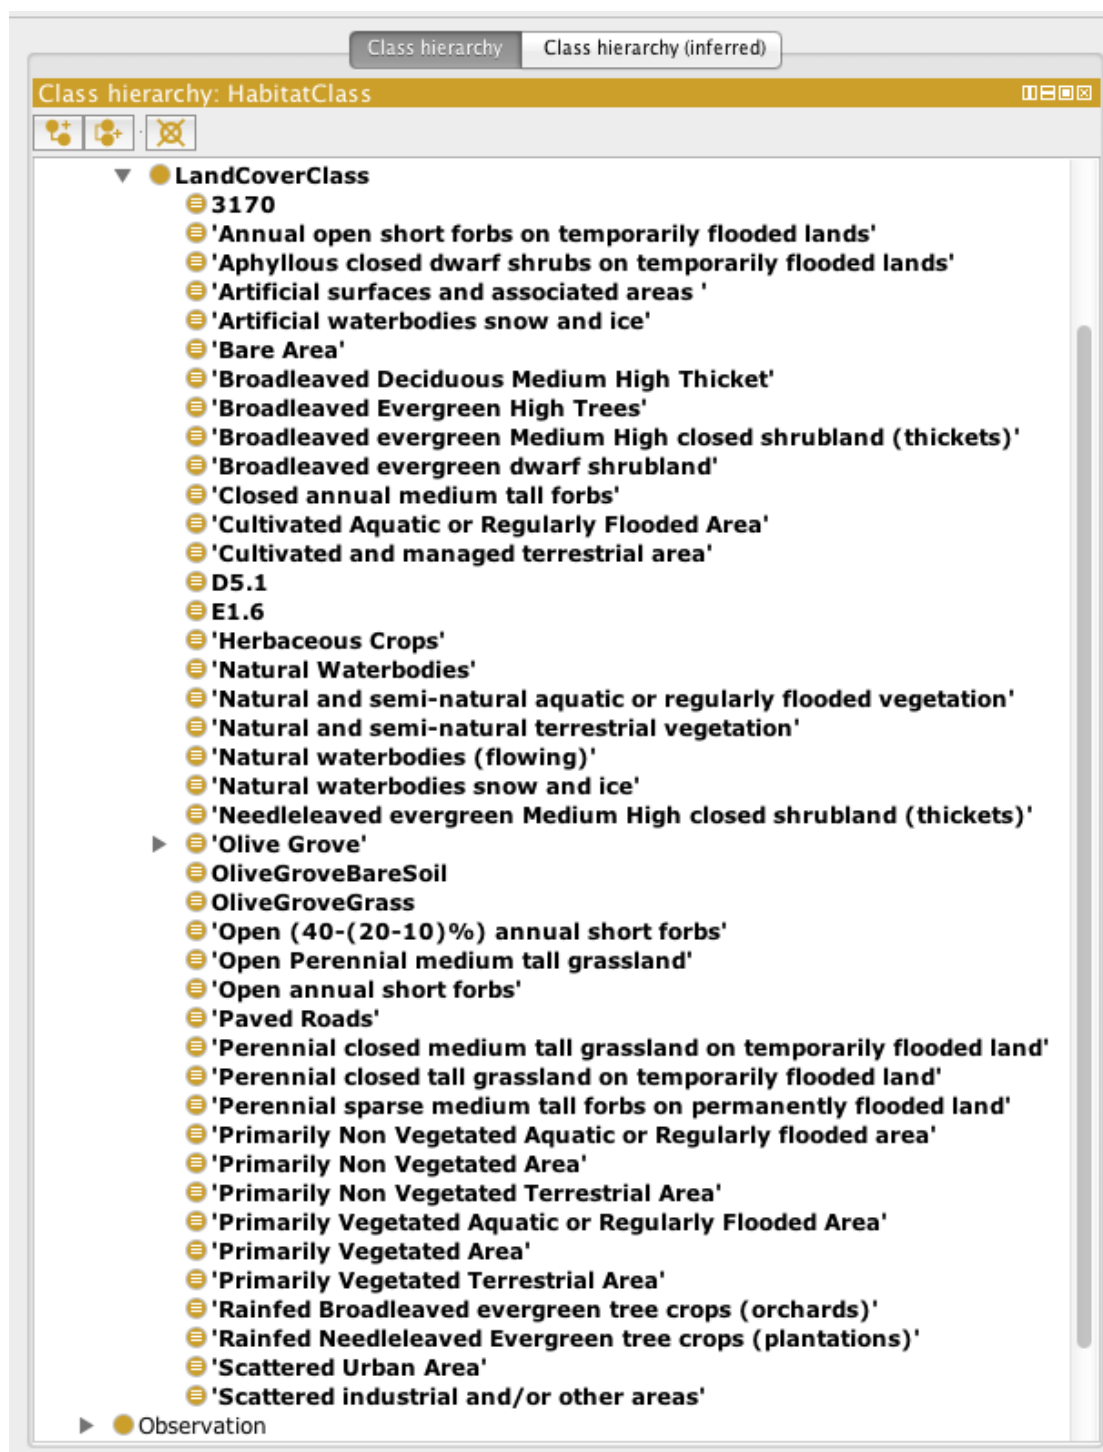 Class hierarchy Class hierarchy (inferred)
Class hierarchy: HabitatClass
LandCoverClass
3170
'Annual open short forbs on temporarily flooded lands'
'Aphyllous closed dwarf shrubs on temporarily flooded lands'
'Artificial surfaces and associated areas '
'Artificial waterbodies snow and ice'
'Bare Area'
'Broadleaved Deciduous Medium High Thicket'
'Broadleaved Evergreen High Trees'
'Broadleaved evergreen Medium High closed shrubland (thickets)'
'Broadleaved evergreen dwarf shrubland'
'Closed annual medium tall forbs'
'Cultivated Aquatic or Regularly Flooded Area'
'Cultivated and managed terrestrial area'
D5.1
E1.6
'Herbaceous Crops'
'Natural Waterbodies'
'Natural and semi-natural aquatic or regularly flooded vegetation'
'Natural and semi-natural terrestrial vegetation'
'Natural waterbodies (flowing)'
'Natural waterbodies snow and ice'
'Needleleaved evergreen Medium High closed shrubland (thickets)'
'Olive Grove'
OliveGroveBareSoil
OliveGroveGrass
'Open (40-(20-10)%) annual short forbs'
'Open Perennial medium tall grassland'
'Open annual short forbs'
'Paved Roads'
'Perennial closed medium tall grassland on temporarily flooded land'
'Perennial closed tall grassland on temporarily flooded land'
'Perennial sparse medium tall forbs on permanently flooded land'
'Primarily Non Vegetated Aquatic or Regularly flooded area'
'Primarily Non Vegetated Area'
'Primarily Non Vegetated Terrestrial Area'
'Primarily Vegetated Aquatic or Regularly Flooded Area'
'Primarily Vegetated Area'
'Primarily Vegetated Terrestrial Area'
'Rainfed Broadleaved evergreen tree crops (orchards)'
'Rainfed Needleleaved Evergreen tree crops (plantations)'
'Scattered Urban Area'
'Scattered industrial and/or other areas'
Observation